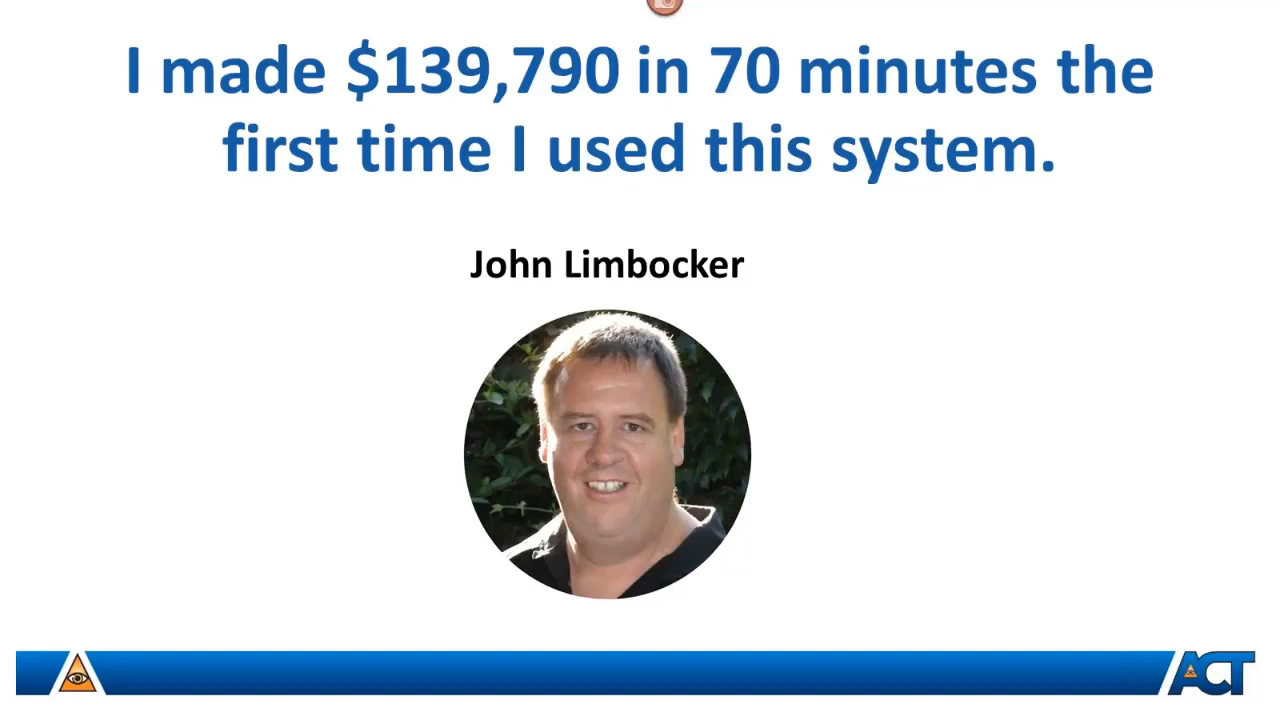 I made $139,790 in 70 minutes the
first time I used this system.
John Limbocker
ACT